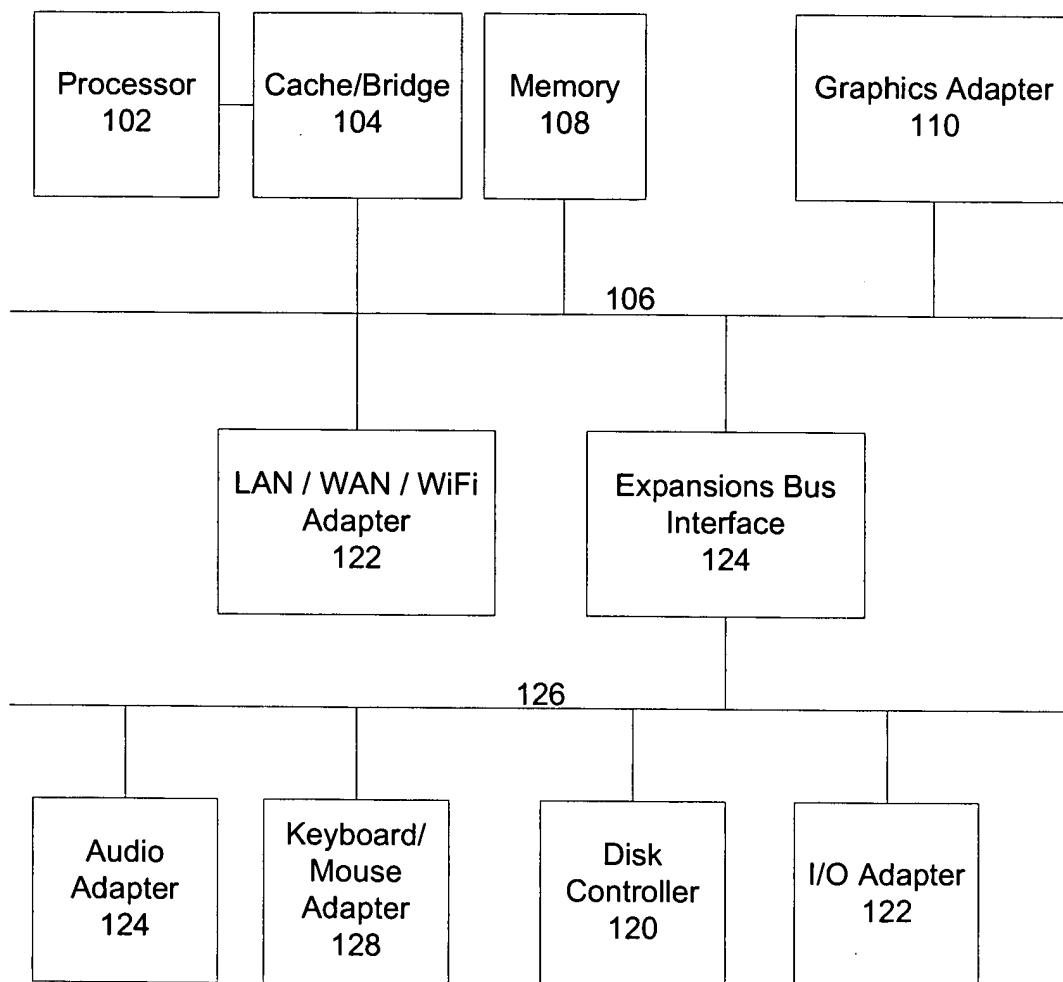 Processor
102
Cache/Bridge
104
Memory
108
Graphics Adapter
110
106
LAN / WAN / WiFi
Adapter
122
Expansions Bus
Interface
124
126
Audio
Adapter
124
Keyboard/
Mouse
Adapter
128
Disk
Controller
120
I/O Adapter
122